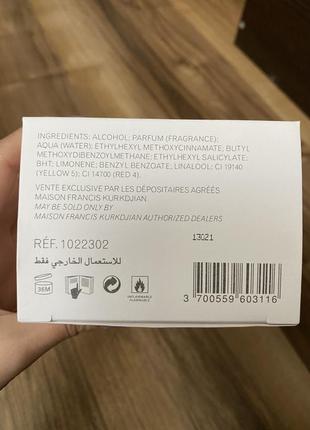 INGREDIENTS: ALCOHOL; PARFUM (FRAGRANCE);
AQUA (WATER); ETHYLHEXYL METHOXYCINNAMATE; BUTYL
METHOXYDIBENZOYLMETHANE; ETHYLHEXYL SALICYLATE;
BHT; LIMONENE; BENZYL BENZOATE; LINALOOL; CI 19140
(YELLOW 5); CI 14700 (RED 4).
VENTE EXCLUSIVE PAR LES DÉPOSITAIRES AGRÉÉS
MAISON FRANCIS KURKDJIAN
MAY BE SOLD ONLY BY
MAISON FRANCIS KURKDJIAN AUTHORIZED DEALERS
13021
RÉF. 1022302
للاستعمال الخارجي فقط
36M
INFLAMMABLE
FLAMMABLE
3 700559 603116